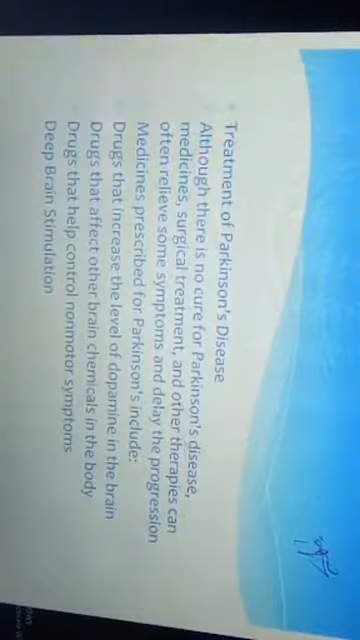 Treatment of Parkinson's Disease
Although there is no cure for Parkinson's disease,
medicines, surgical treatment, and other therapies can
often relieve some symptoms and delay the progression
Medicines prescribed for Parkinson's include:
Drugs that increase the level of dopamine in the brain
Drugs that affect other brain chemicals in the body
Drugs that help control nonmotor symptoms
Deep Brain Stimulation